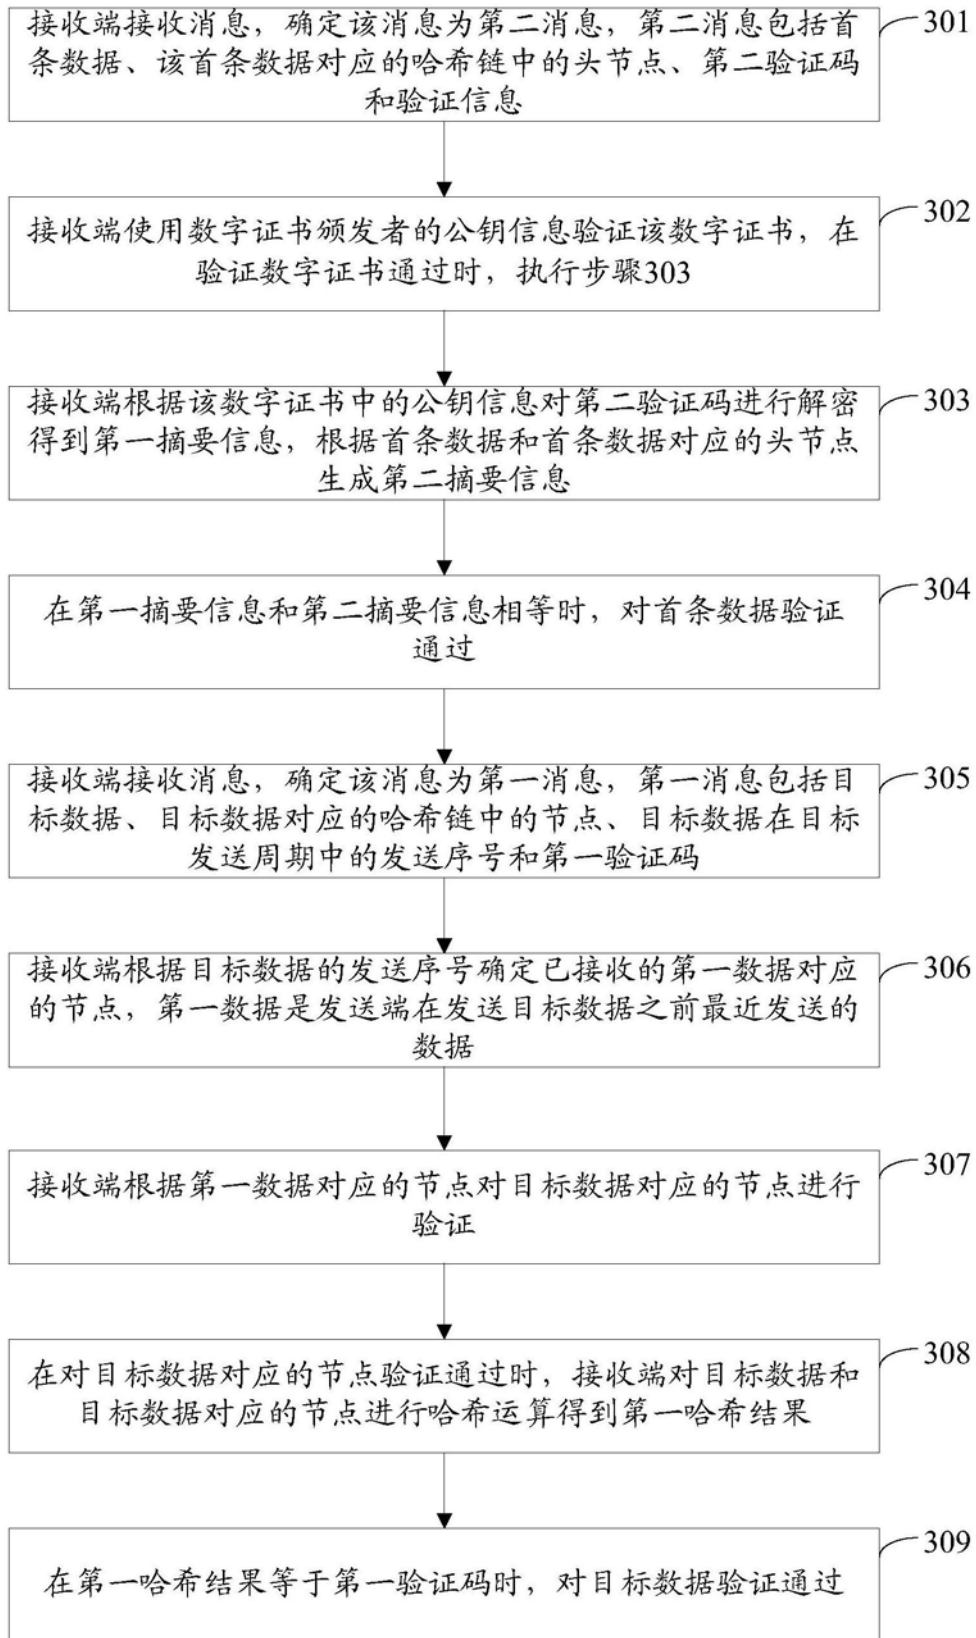 接收端接收消息，确定该消息为第二消息，第二消息包括首
条数据、该首条数据对应的哈希链中的头节点、第二验证码
和验证信息
301
接收端使用数字证书颁发者的公钥信息验证该数字证书，在
验证数字证书通过时，执行步骤303
302
接收端根据该数字证书中的公钥信息对第二验证码进行解密
得到第一摘要信息，根据首条数据和首条数据对应的头节点
生成第二摘要信息
303
在第一摘要信息和第二摘要信息相等时，对首条数据验证
通过
304
接收端接收消息，确定该消息为第一消息，第一消息包括目
标数据、目标数据对应的哈希链中的节点、目标数据在目标
发送周期中的发送序号和第一验证码
305
接收端根据目标数据的发送序号确定已接收的第一数据对应
的节点，第一数据是发送端在发送目标数据之前最近发送的
数据
306
接收端根据第一数据对应的节点对目标数据对应的节点进行
验证
307
在对目标数据对应的节点验证通过时，接收端对目标数据和
目标数据对应的节点进行哈希运算得到第一哈希结果
308
在第一哈希结果等于第一验证码时，对目标数据验证通过
309